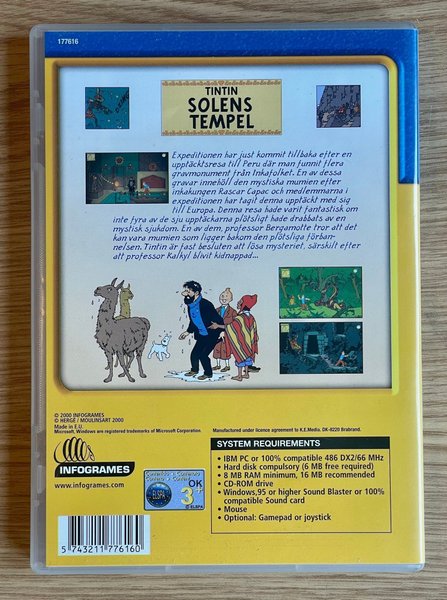 177616
TINTIN
SOLENS
TEMPEL
Expeditionen har just kommit tillbaka efter en
upptäcktsresa till Peru där man funnit flera
gravmonument från Inkafolket. En av dessa
gravar innehöll den mystiska mumien efter
inkakungen Rascar Capac och medlemmarna i
expeditionen har tagit denna upptäckt med sig
till Europa. Denna resa hade varit fantastisk om
inte fyra av de sju upptäckarna plötsligt hade drabbats av en
mystisk sjukdom. En av dem, professor Bergamotte tror att det
kan vara mumien som ligger bakom den plötsliga förban-
nelsen. Tintin är fast besluten att lösa mysteriet, särskilt efter
att professor Kalkyl blivit kidnappad...
© 2000 INFOGRAMES
© HERGÉ / MOULINSART 2000
Made in E.U.
Microsoft, Windows are registered trademarks of Microsoft Corporation.
Manufactured under licence agreement to K.E.Media. DK-8220 Brabrand.
INFOGRAMES
www.infogrames.com
ELSPA
OK
3+
© ELSPA
SYSTEM REQUIREMENTS
• IBM PC or 100% compatible 486 DX2/66 MHz
• Hard disk compulsory (6 MB free required)
• 8 MB RAM minimum, 16 MB recommended
CD-ROM drive
• Windows,95 or higher Sound Blaster or 100%
compatible Sound card
• Mouse
• Optional: Gamepad or joystick
5 743211 776160